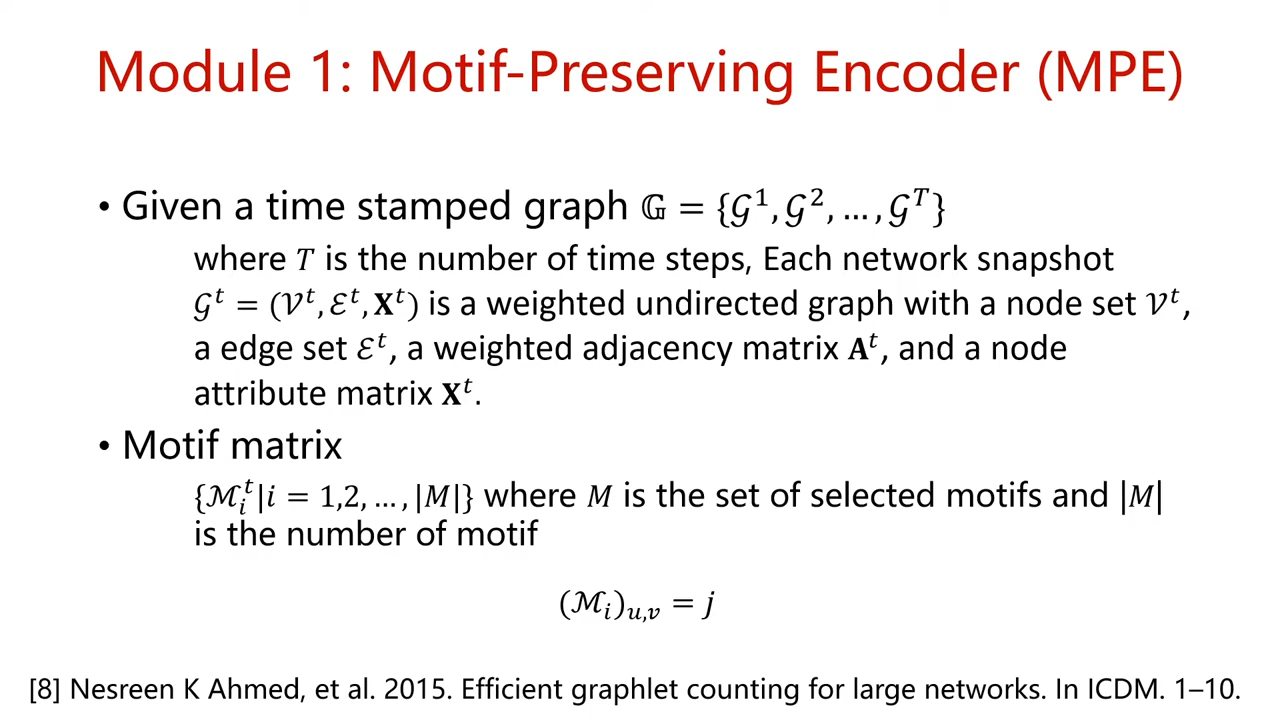 Module 1: Motif-Preserving Encoder (MPE)
• Given a time stamped graph 𝔾 = {𝒢¹, 𝒢², … , 𝒢ᵀ}
where 𝑇 is the number of time steps, Each network snapshot
𝒢ᵗ = (𝒱ᵗ, ℰᵗ, 𝐗ᵗ) is a weighted undirected graph with a node set 𝒱ᵗ,
a edge set ℰᵗ, a weighted adjacency matrix 𝐀ᵗ, and a node
attribute matrix 𝐗ᵗ.
• Motif matrix
{ℳᵢᵗ|𝑖 = 1,2, … , |𝑀|} where 𝑀 is the set of selected motifs and |𝑀|
is the number of motif
(ℳᵢ)_{𝑢,𝑣} = 𝑗
[8] Nesreen K Ahmed, et al. 2015. Efficient graphlet counting for large networks. In ICDM. 1–10.